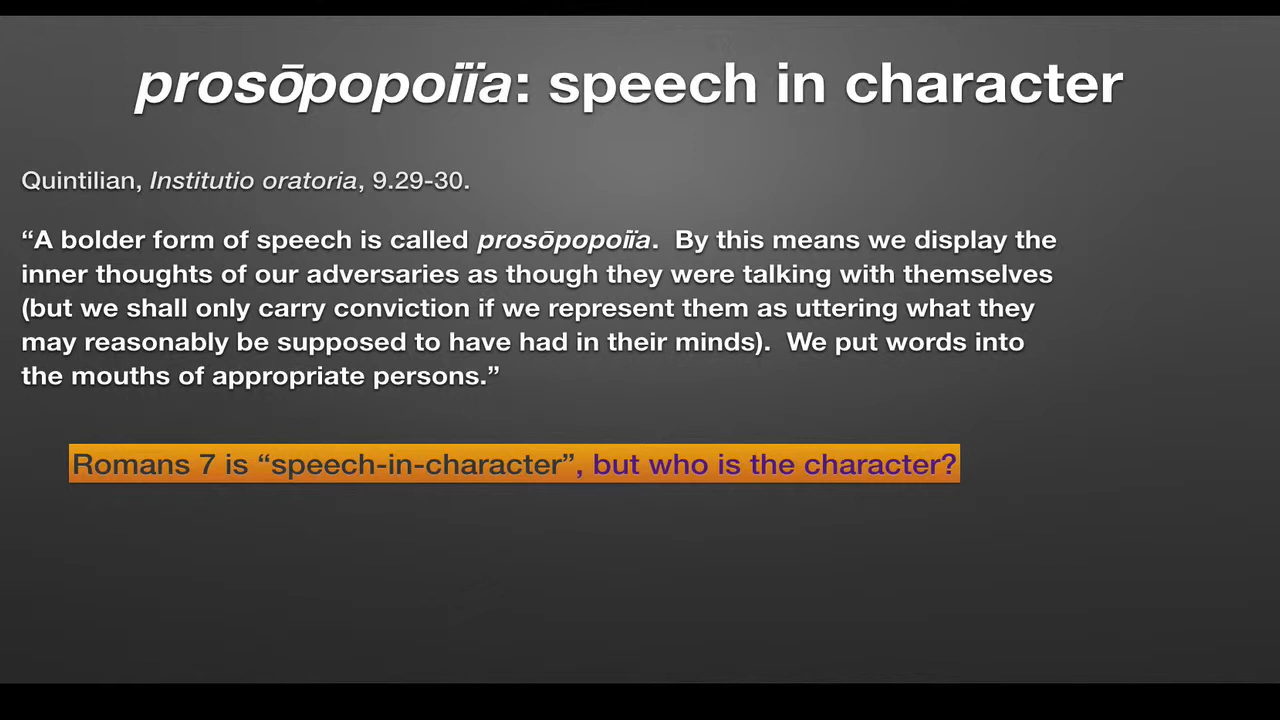 prosōpopoiïa: speech in character
Quintilian, Institutio oratoria, 9.29-30.
“A bolder form of speech is called prosōpopoiïa.  By this means we display the
inner thoughts of our adversaries as though they were talking with themselves
(but we shall only carry conviction if we represent them as uttering what they
may reasonably be supposed to have had in their minds).  We put words into
the mouths of appropriate persons.”
Romans 7 is “speech-in-character”, but who is the character?